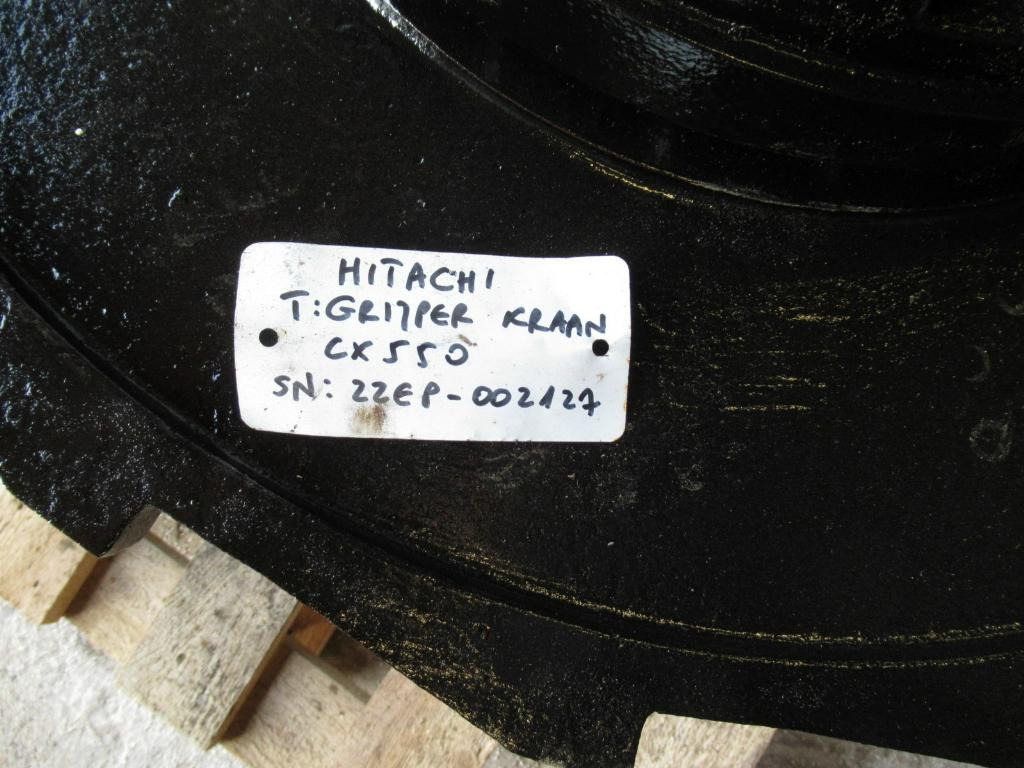 HITACHI
T: GRIJPER KRAAN
CX550
SN: 22EP-002127